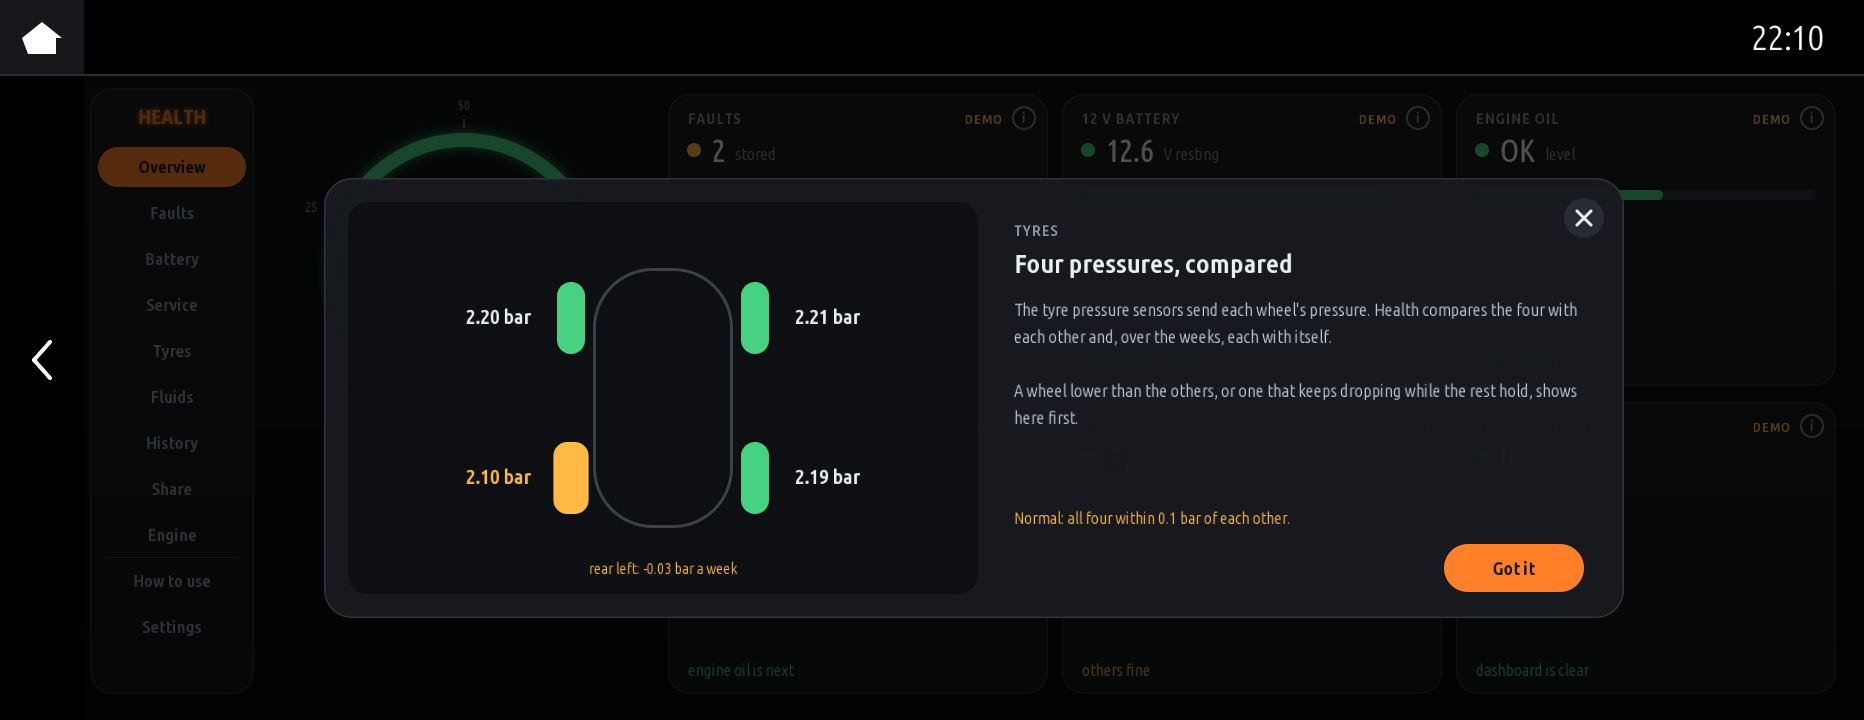 22:10
HEALTH
Overview
Faults
Battery
Service
Tyres
Fluids
History
Share
Engine
How to use
Settings
50
25
FAULTS
DEMO
i
2 stored
12 V BATTERY
DEMO
i
12.6 V resting
ENGINE OIL
DEMO
i
OK level
2.20 bar
2.21 bar
2.10 bar
2.19 bar
rear left: -0.03 bar a week
TYRES
Four pressures, compared
The tyre pressure sensors send each wheel's pressure. Health compares the four with
each other and, over the weeks, each with itself.
A wheel lower than the others, or one that keeps dropping while the rest hold, shows
here first.
Normal: all four within 0.1 bar of each other.
Got it
DEMO
i
engine oil is next
others fine
dashboard is clear